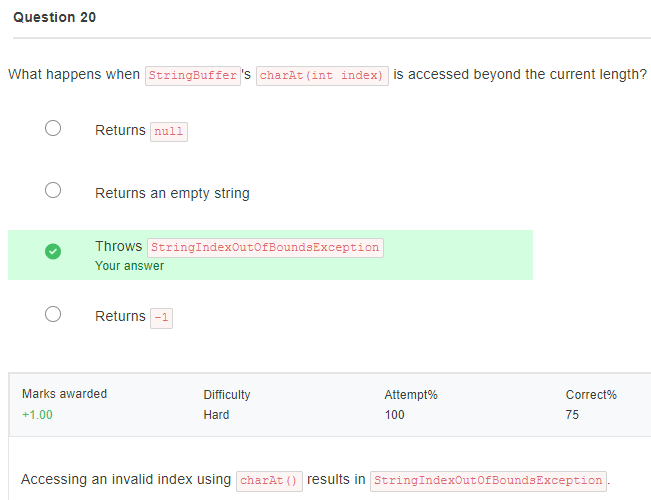 Question 20
What happens when StringBuffer's charAt(int index) is accessed beyond the current length?
Returns null
Returns an empty string
Throws StringIndexOutOfBoundsException
Your answer
Returns -1
Marks awarded Difficulty Attempt% Correct%
+1.00 Hard 100 75
Accessing an invalid index using charAt() results in StringIndexOutOfBoundsException.